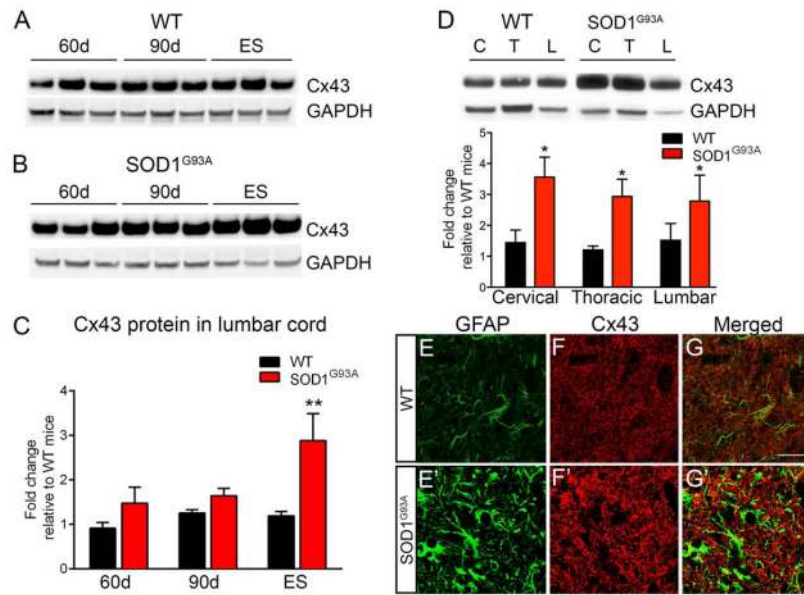 A
WT
60d 90d ES
Cx43
GAPDH
B
SOD1G93A
60d 90d ES
Cx43
GAPDH
C
Cx43 protein in lumbar cord
WT
SOD1G93A
**
Fold change
relative to WT mice
4
3
2
1
0
60d 90d ES
D
WT SOD1G93A
C T L C T L
Cx43
GAPDH
WT
SOD1G93A
Fold change
relative to WT mice
5
4
3
2
1
0
* * *
Cervical Thoracic Lumbar
GFAP Cx43 Merged
WT
E F G
SOD1G93A
E' F' G'